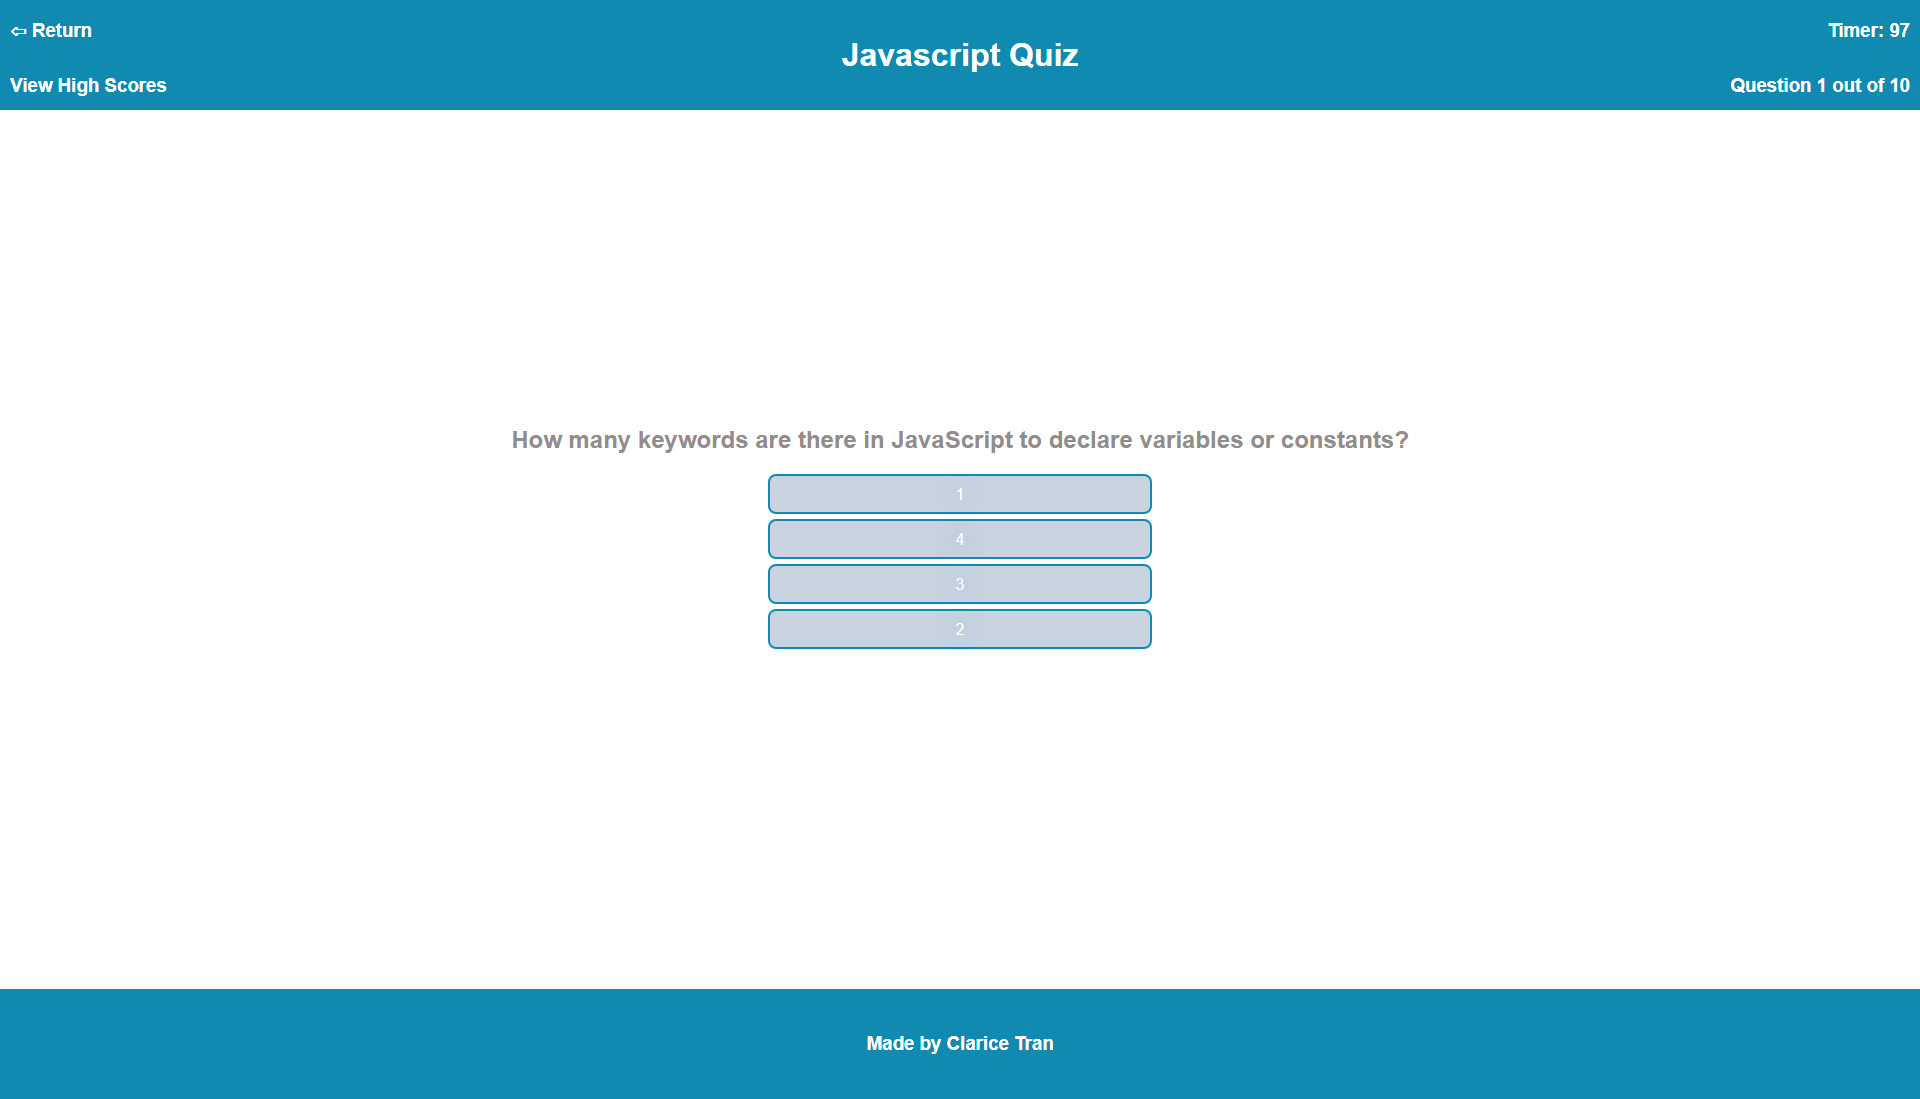 ⇦ Return
View High Scores
Javascript Quiz
Timer: 97
Question 1 out of 10
How many keywords are there in JavaScript to declare variables or constants?
1
4
3
2
Made by Clarice Tran